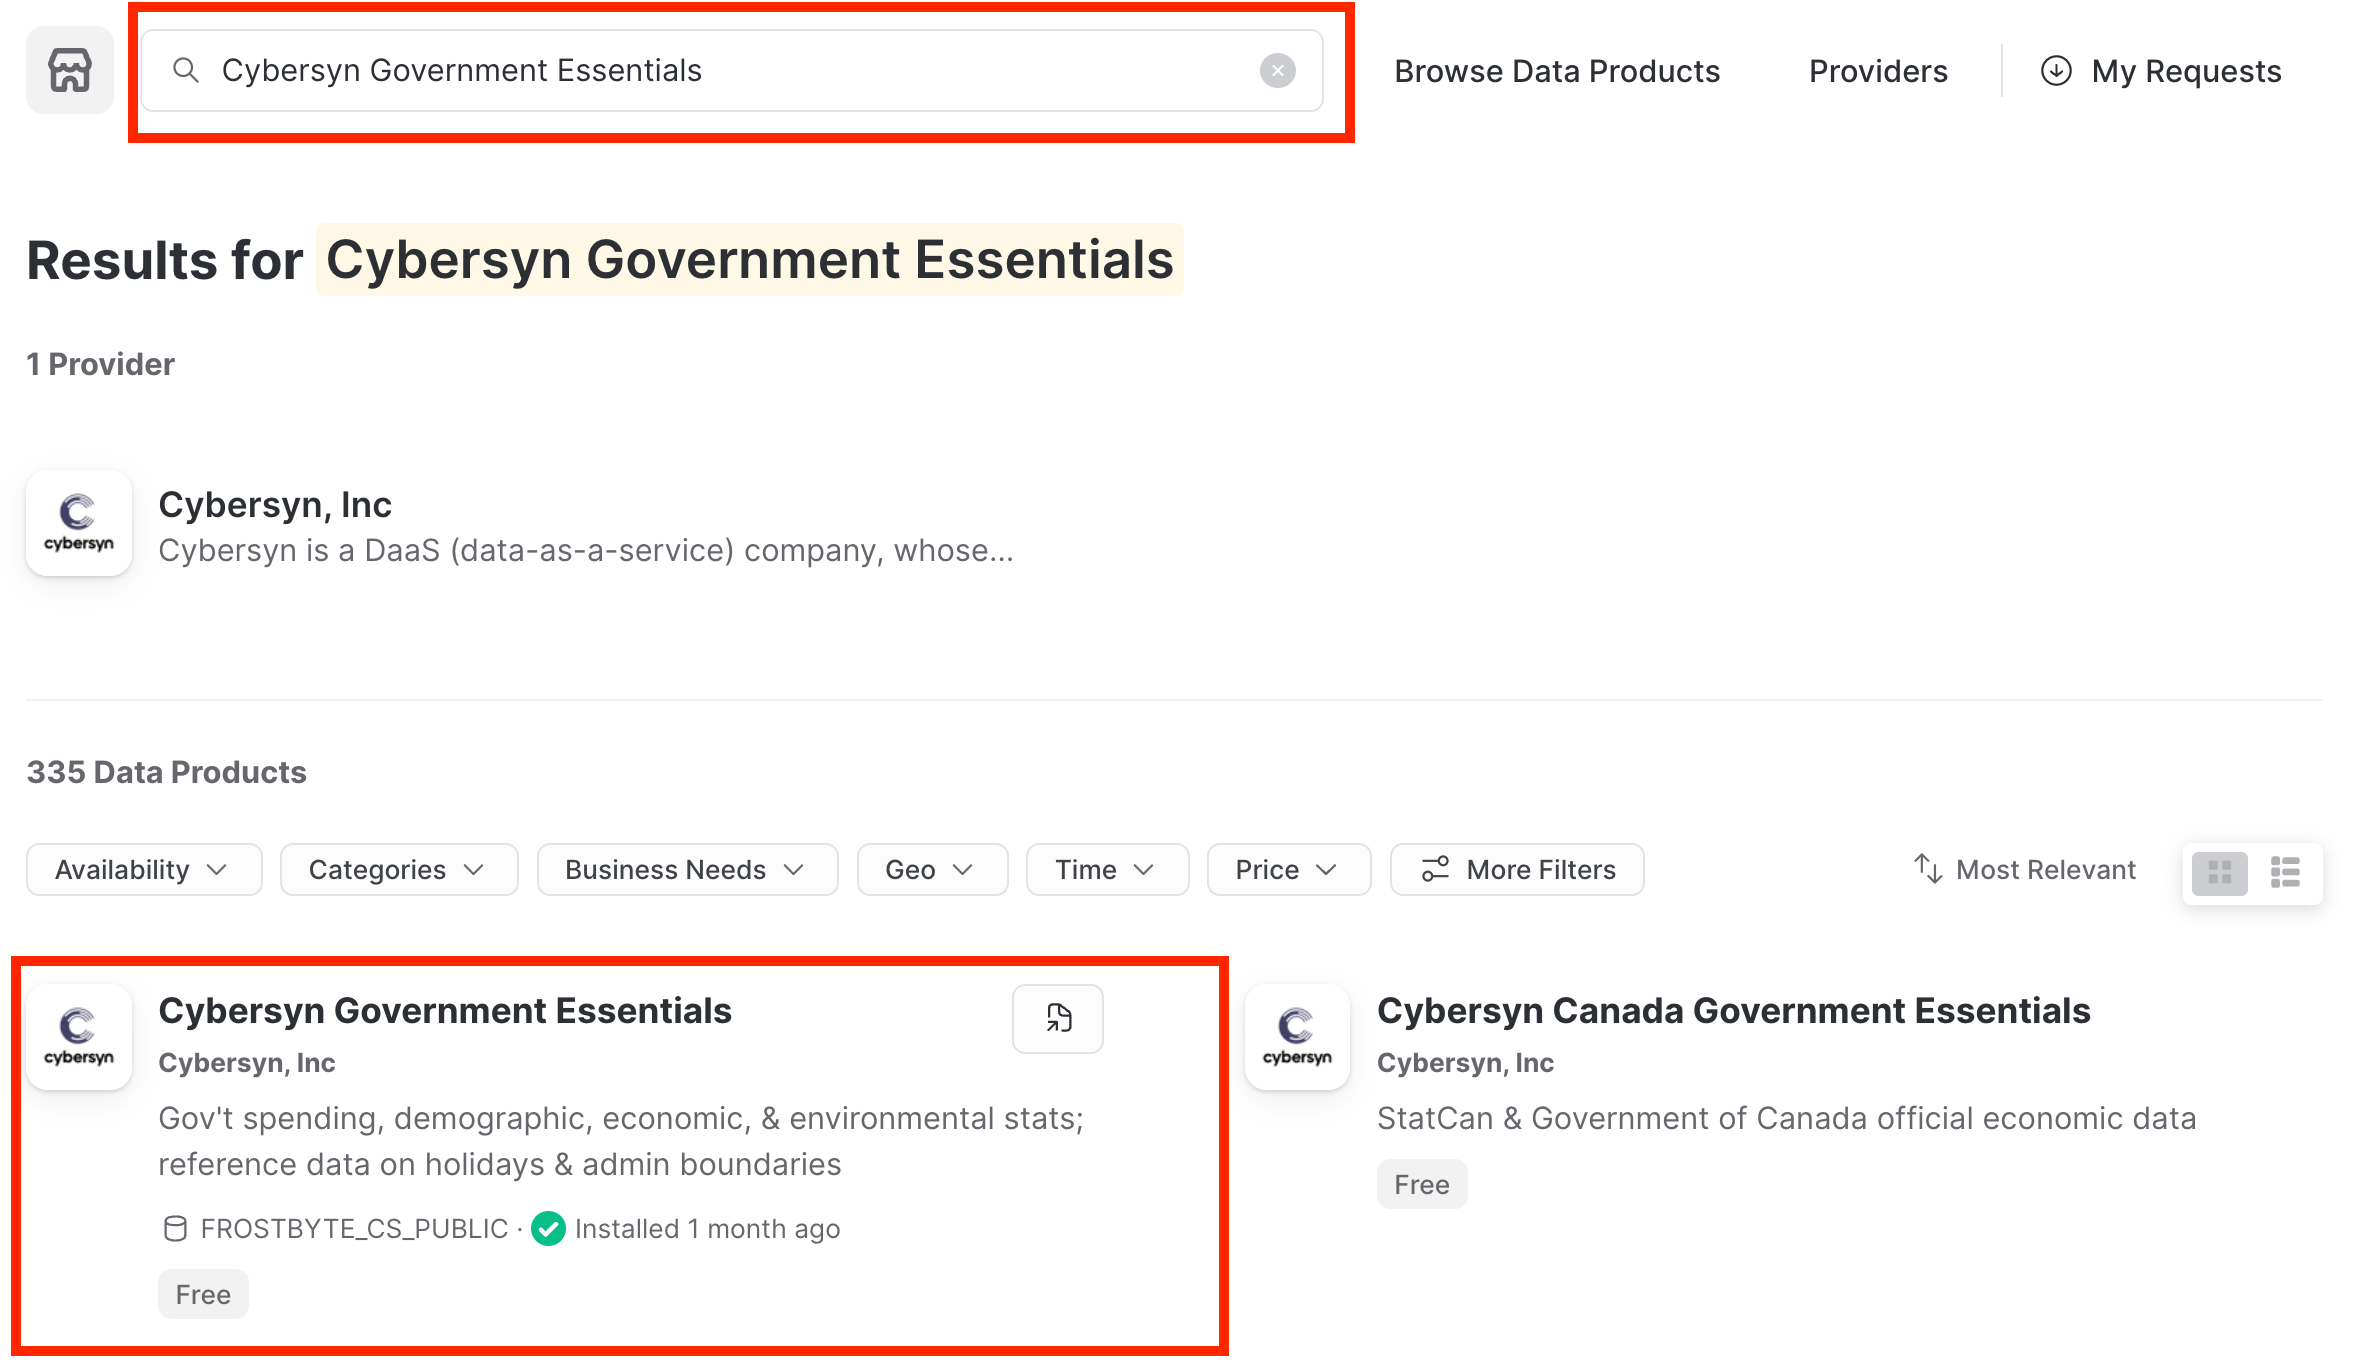 Cybersyn Government Essentials
Browse Data Products
Providers
My Requests
Results for Cybersyn Government Essentials
1 Provider
cybersyn
Cybersyn, Inc
Cybersyn is a DaaS (data-as-a-service) company, whose...
335 Data Products
Availability
Categories
Business Needs
Geo
Time
Price
More Filters
Most Relevant
cybersyn
Cybersyn Government Essentials
Cybersyn, Inc
Gov't spending, demographic, economic, & environmental stats;
reference data on holidays & admin boundaries
FROSTBYTE_CS_PUBLIC · Installed 1 month ago
Free
cybersyn
Cybersyn Canada Government Essentials
Cybersyn, Inc
StatCan & Government of Canada official economic data
Free